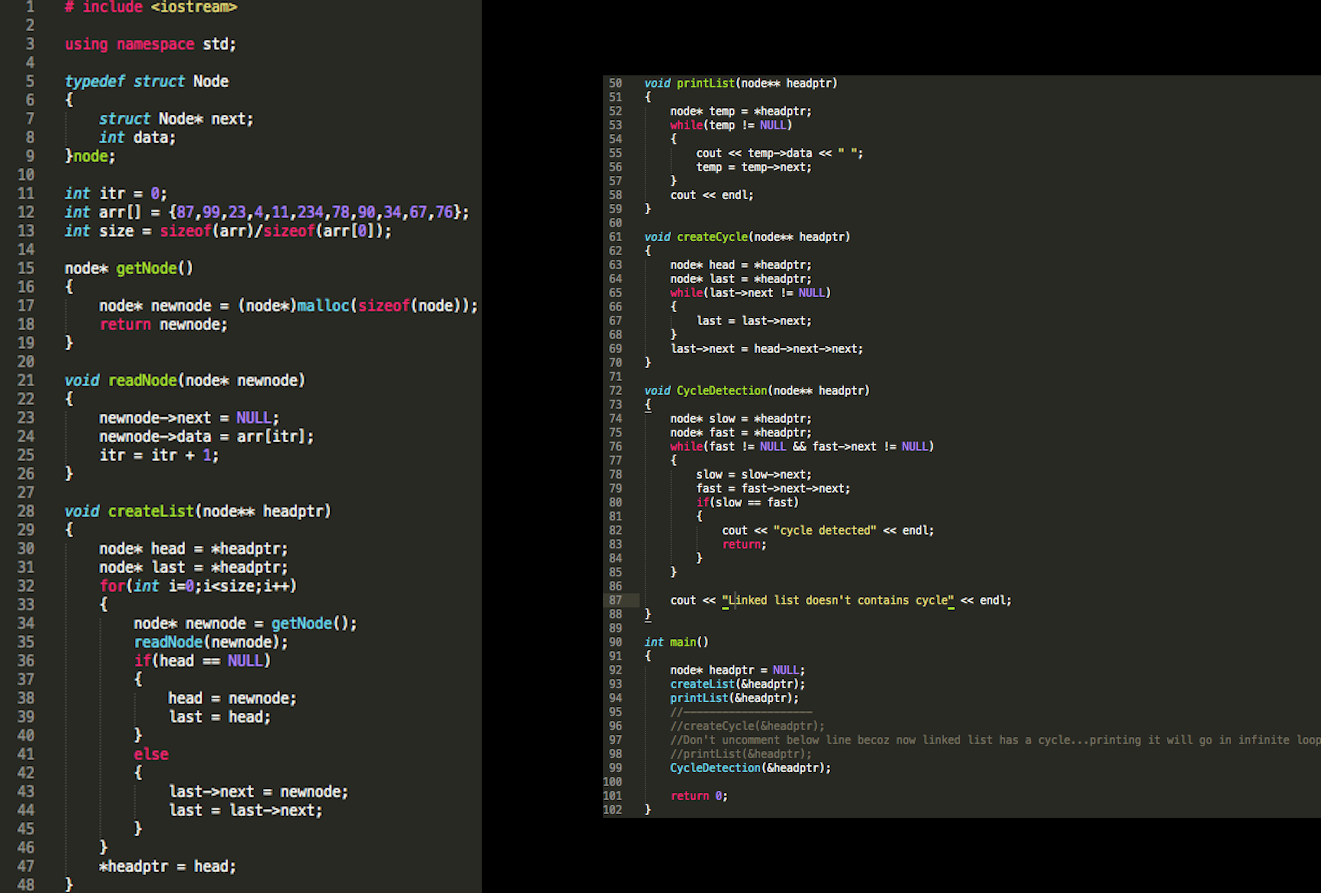 1 # include <iostream>
2
3 using namespace std;
4
5 typedef struct Node
6 {
7 struct Node* next;
8 int data;
9 }node;
10
11 int itr = 0;
12 int arr[] = {87,99,23,4,11,234,78,90,34,67,76};
13 int size = sizeof(arr)/sizeof(arr[0]);
14
15 node* getNode()
16 {
17 node* newnode = (node*)malloc(sizeof(node));
18 return newnode;
19 }
20
21 void readNode(node* newnode)
22 {
23 newnode->next = NULL;
24 newnode->data = arr[itr];
25 itr = itr + 1;
26 }
27
28 void createList(node** headptr)
29 {
30 node* head = *headptr;
31 node* last = *headptr;
32 for(int i=0;i<size;i++)
33 {
34 node* newnode = getNode();
35 readNode(newnode);
36 if(head == NULL)
37 {
38 head = newnode;
39 last = head;
40 }
41 else
42 {
43 last->next = newnode;
44 last = last->next;
45 }
46 }
47 *headptr = head;
48 }
50 void printList(node** headptr)
51 {
52 node* temp = *headptr;
53 while(temp != NULL)
54 {
55 cout << temp->data << " ";
56 temp = temp->next;
57 }
58 cout << endl;
59 }
60
61 void createCycle(node** headptr)
62 {
63 node* head = *headptr;
64 node* last = *headptr;
65 while(last->next != NULL)
66 {
67 last = last->next;
68 }
69 last->next = head->next->next;
70 }
71
72 void CycleDetection(node** headptr)
73 {
74 node* slow = *headptr;
75 node* fast = *headptr;
76 while(fast != NULL && fast->next != NULL)
77 {
78 slow = slow->next;
79 fast = fast->next->next;
80 if(slow == fast)
81 {
82 cout << "cycle detected" << endl;
83 return;
84 }
85 }
86
87 cout << "Linked list doesn't contains cycle" << endl;
88 }
89
90 int main()
91 {
92 node* headptr = NULL;
93 createList(&headptr);
94 printList(&headptr);
95 //--------------------
96 //createCycle(&headptr);
97 //Don't uncomment below line becoz now linked list has a cycle...printing it will go in infinite loop
98 //printList(&headptr);
99 CycleDetection(&headptr);
100
101 return 0;
102 }